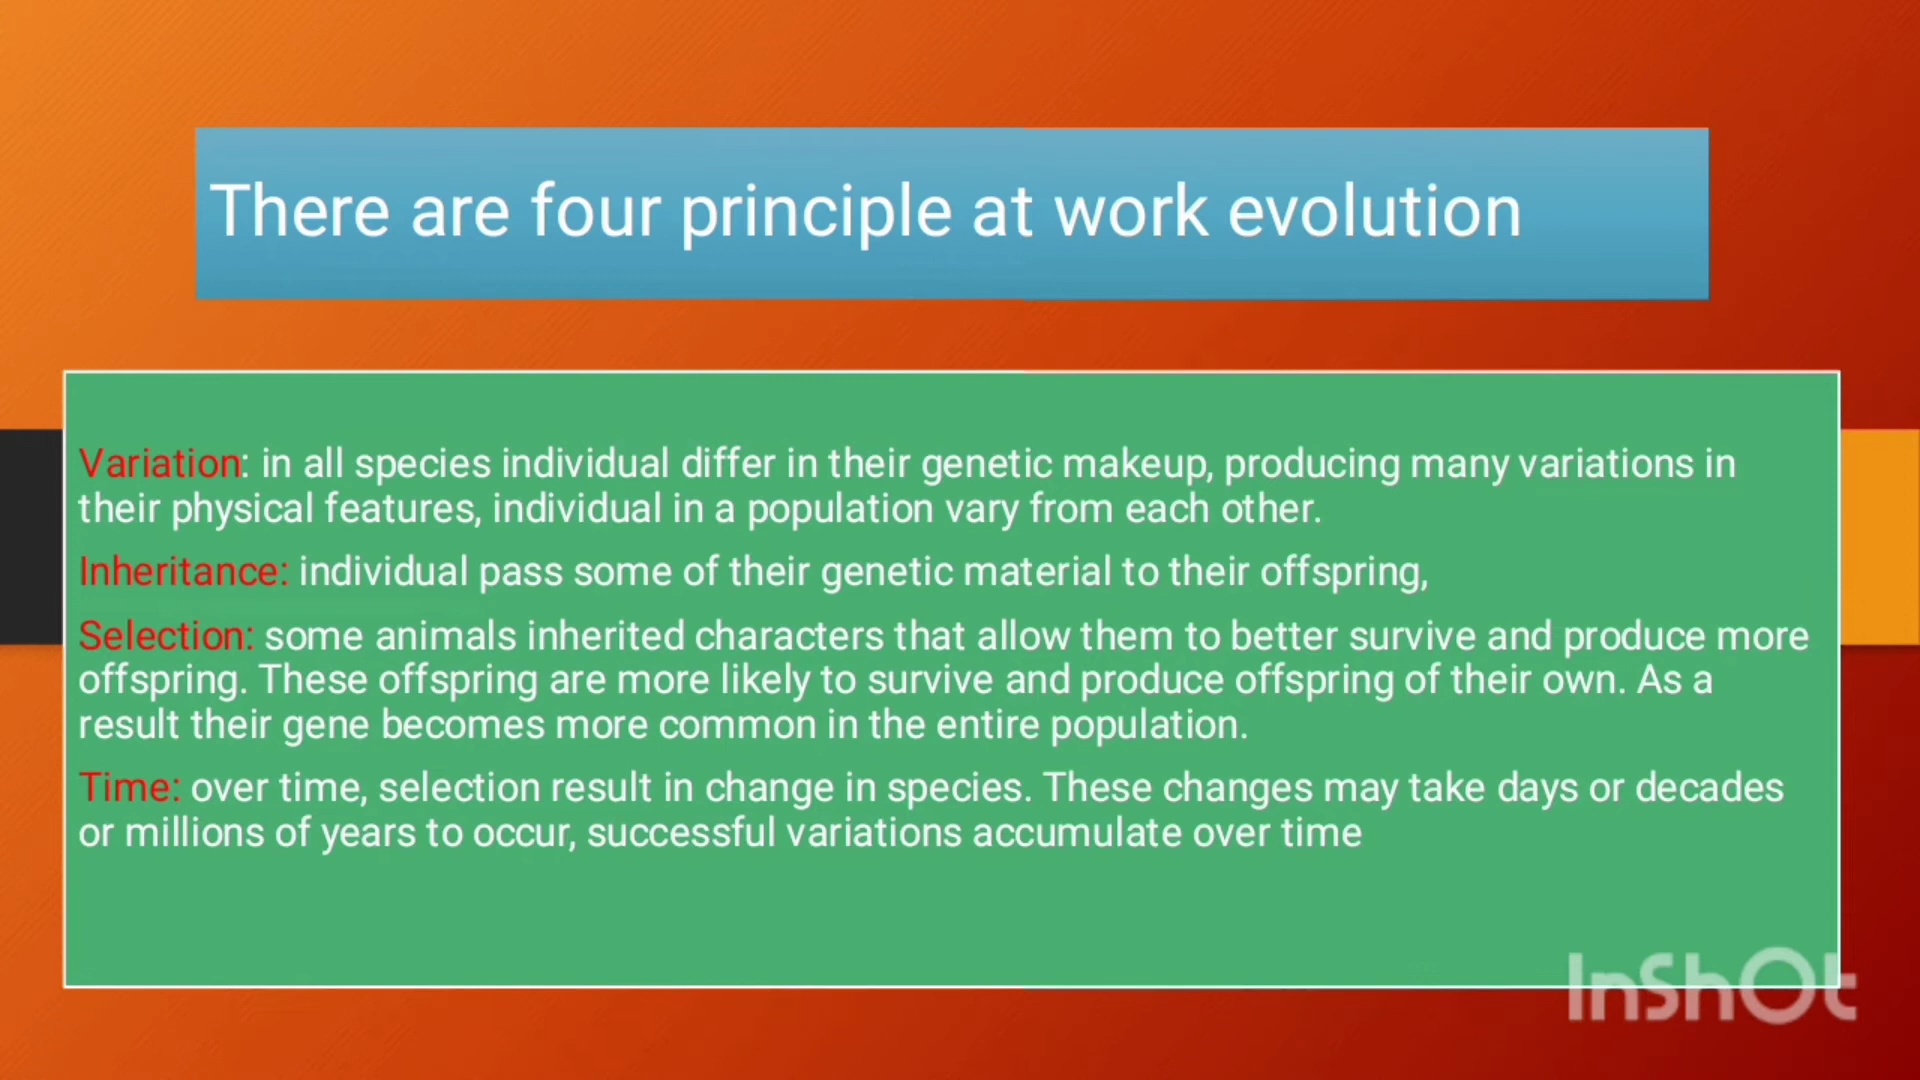 There are four principle at work evolution
Variation: in all species individual differ in their genetic makeup, producing many variations in
their physical features, individual in a population vary from each other.
Inheritance: individual pass some of their genetic material to their offspring,
Selection: some animals inherited characters that allow them to better survive and produce more
offspring. These offspring are more likely to survive and produce offspring of their own. As a
result their gene becomes more common in the entire population.
Time: over time, selection result in change in species. These changes may take days or decades
or millions of years to occur, successful variations accumulate over time
InShOt